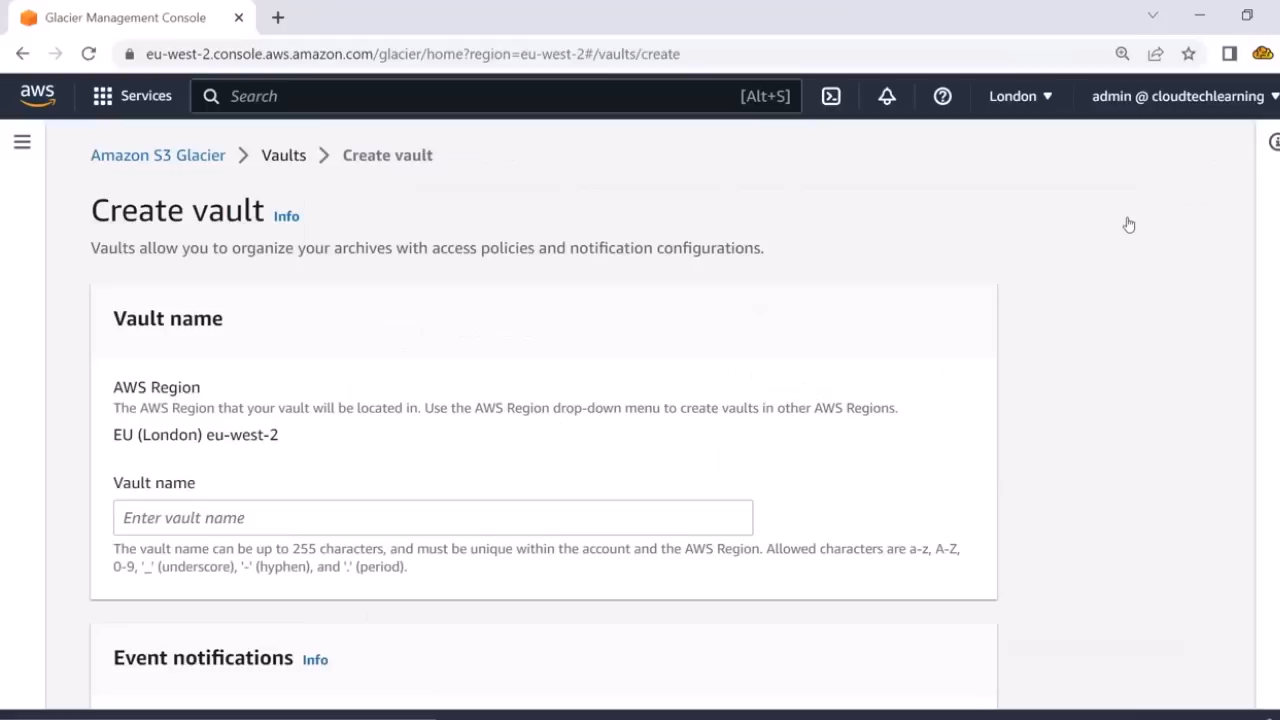 Glacier Management Console
eu-west-2.console.aws.amazon.com/glacier/home?region=eu-west-2#/vaults/create
aws Services Search [Alt+S] London admin @ cloudtechlearning
Amazon S3 Glacier Vaults Create vault
Create vault Info
Vaults allow you to organize your archives with access policies and notification configurations.
Vault name
AWS Region
The AWS Region that your vault will be located in. Use the AWS Region drop-down menu to create vaults in other AWS Regions.
EU (London) eu-west-2
Vault name
Enter vault name
The vault name can be up to 255 characters, and must be unique within the account and the AWS Region. Allowed characters are a-z, A-Z,
0-9, '_' (underscore), '-' (hyphen), and '.' (period).
Event notifications Info